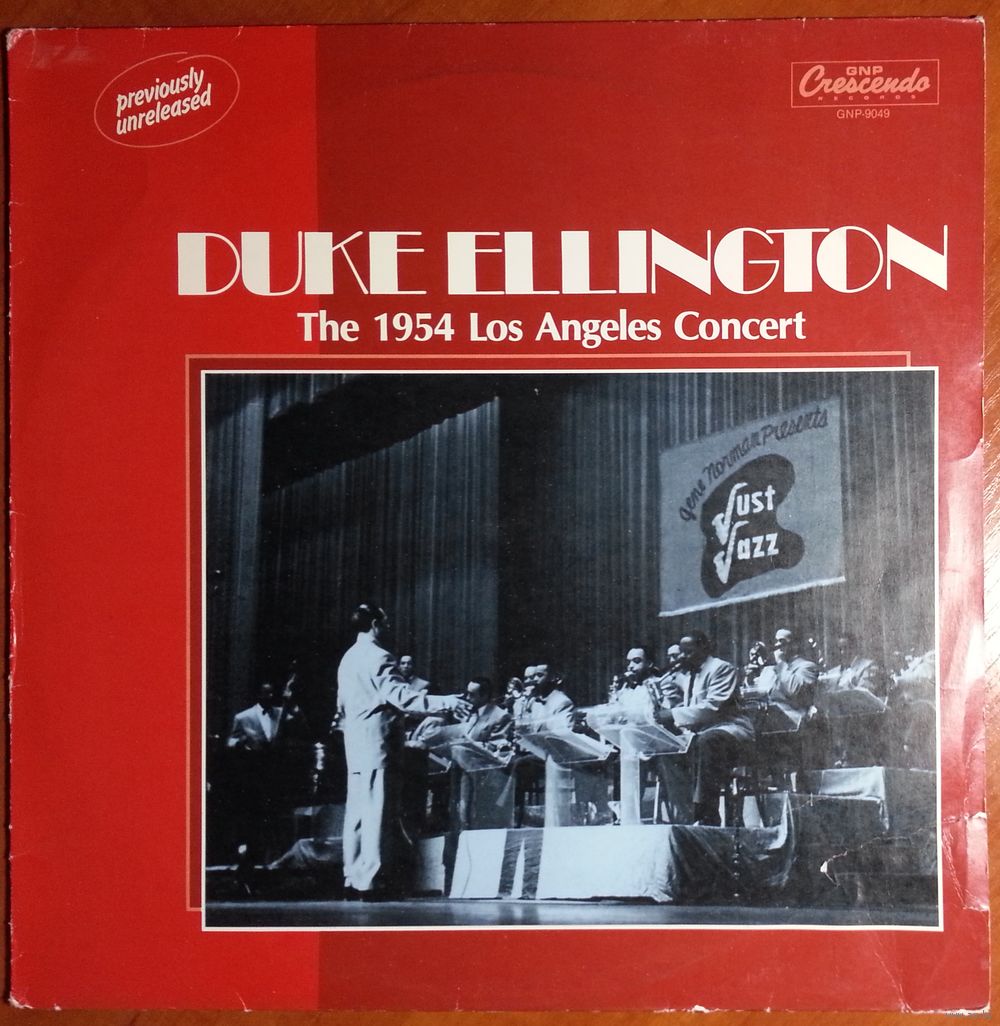 previously
unreleased
GNP
Crescendo
RECORDS
GNP-9049
DUKE ELLINGTON
The 1954 Los Angeles Concert
gene Norman Presents
Just
Jazz